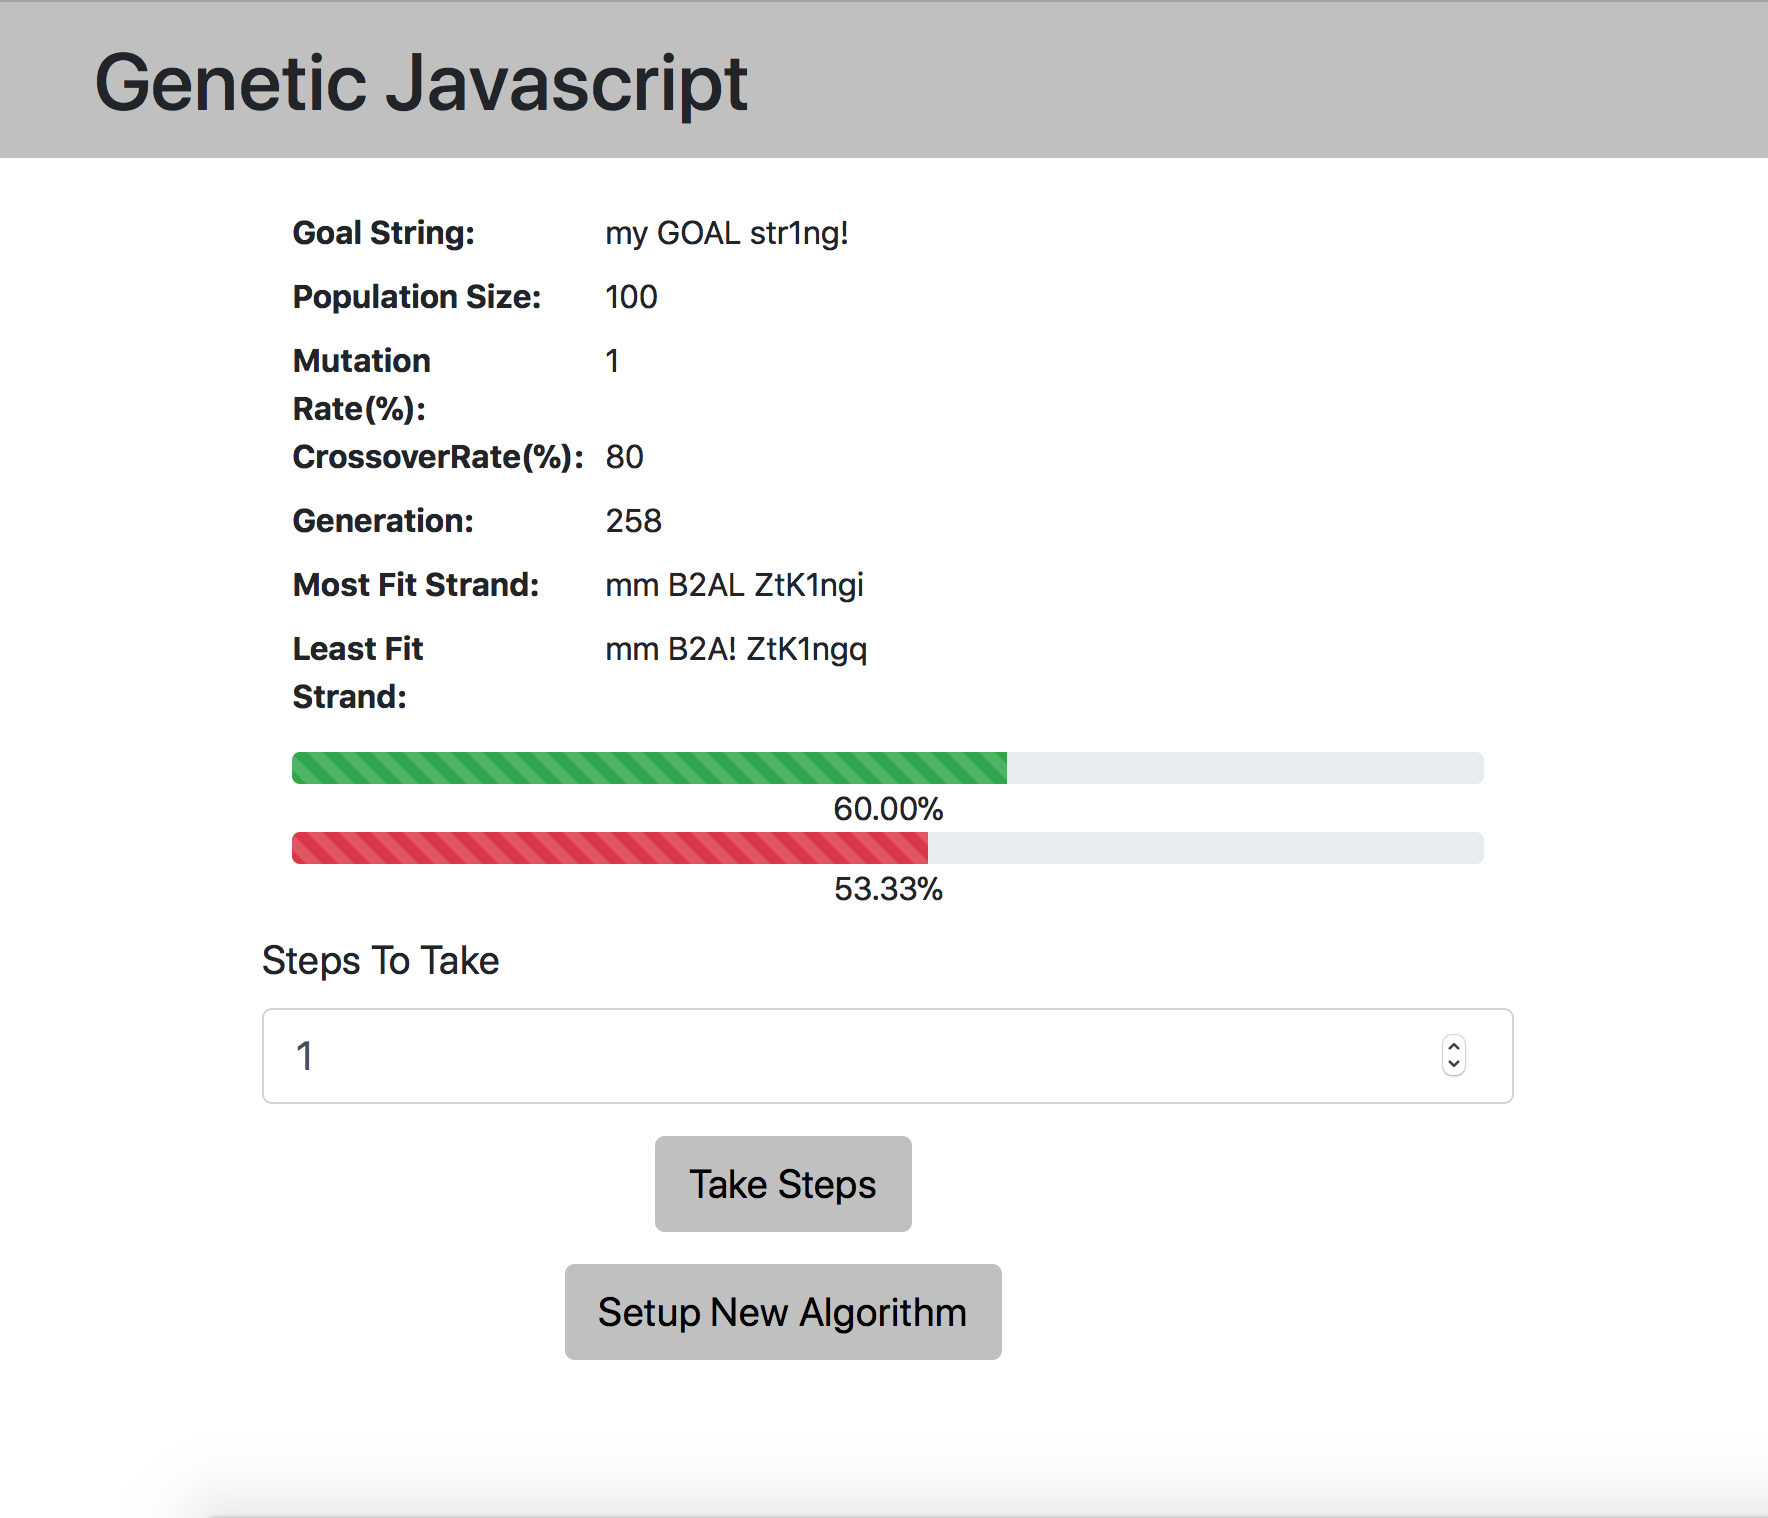 Genetic Javascript
Goal String: my GOAL str1ng!
Population Size: 100
Mutation 1
Rate(%):
CrossoverRate(%): 80
Generation: 258
Most Fit Strand: mm B2AL ZtK1ngi
Least Fit mm B2A! ZtK1ngq
Strand:
60.00%
53.33%
Steps To Take
1
Take Steps
Setup New Algorithm